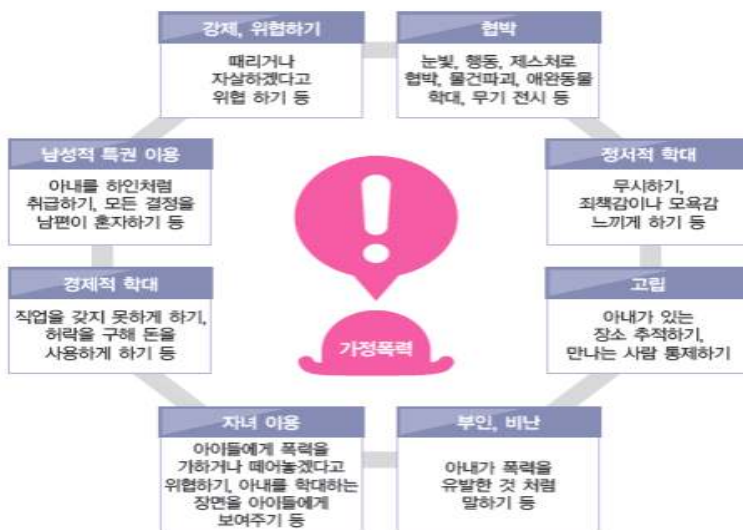 강제, 위협하기
때리거나
자살하겠다고
위협 하기 등
협박
눈빛, 행동, 제스처로
협박, 물건파괴, 애완동물
학대, 무기 전시 등
남성적 특권 이용
아내를 하인처럼
취급하기, 모든 결정을
남편이 혼자하기 등
정서적 학대
무시하기,
죄책감이나 모욕감
느끼게 하기 등
경제적 학대
직업을 갖지 못하게 하기,
허락을 구해 돈을
사용하게 하기 등
고립
아내가 있는
장소 추적하기,
만나는 사람 통제하기
가정폭력
자녀 이용
아이들에게 폭력을
가하거나 떼어놓겠다고
위협하기, 아내를 학대하는
장면을 아이들에게
보여주기 등
부인, 비난
아내가 폭력을
유발한 것 처럼
말하기 등